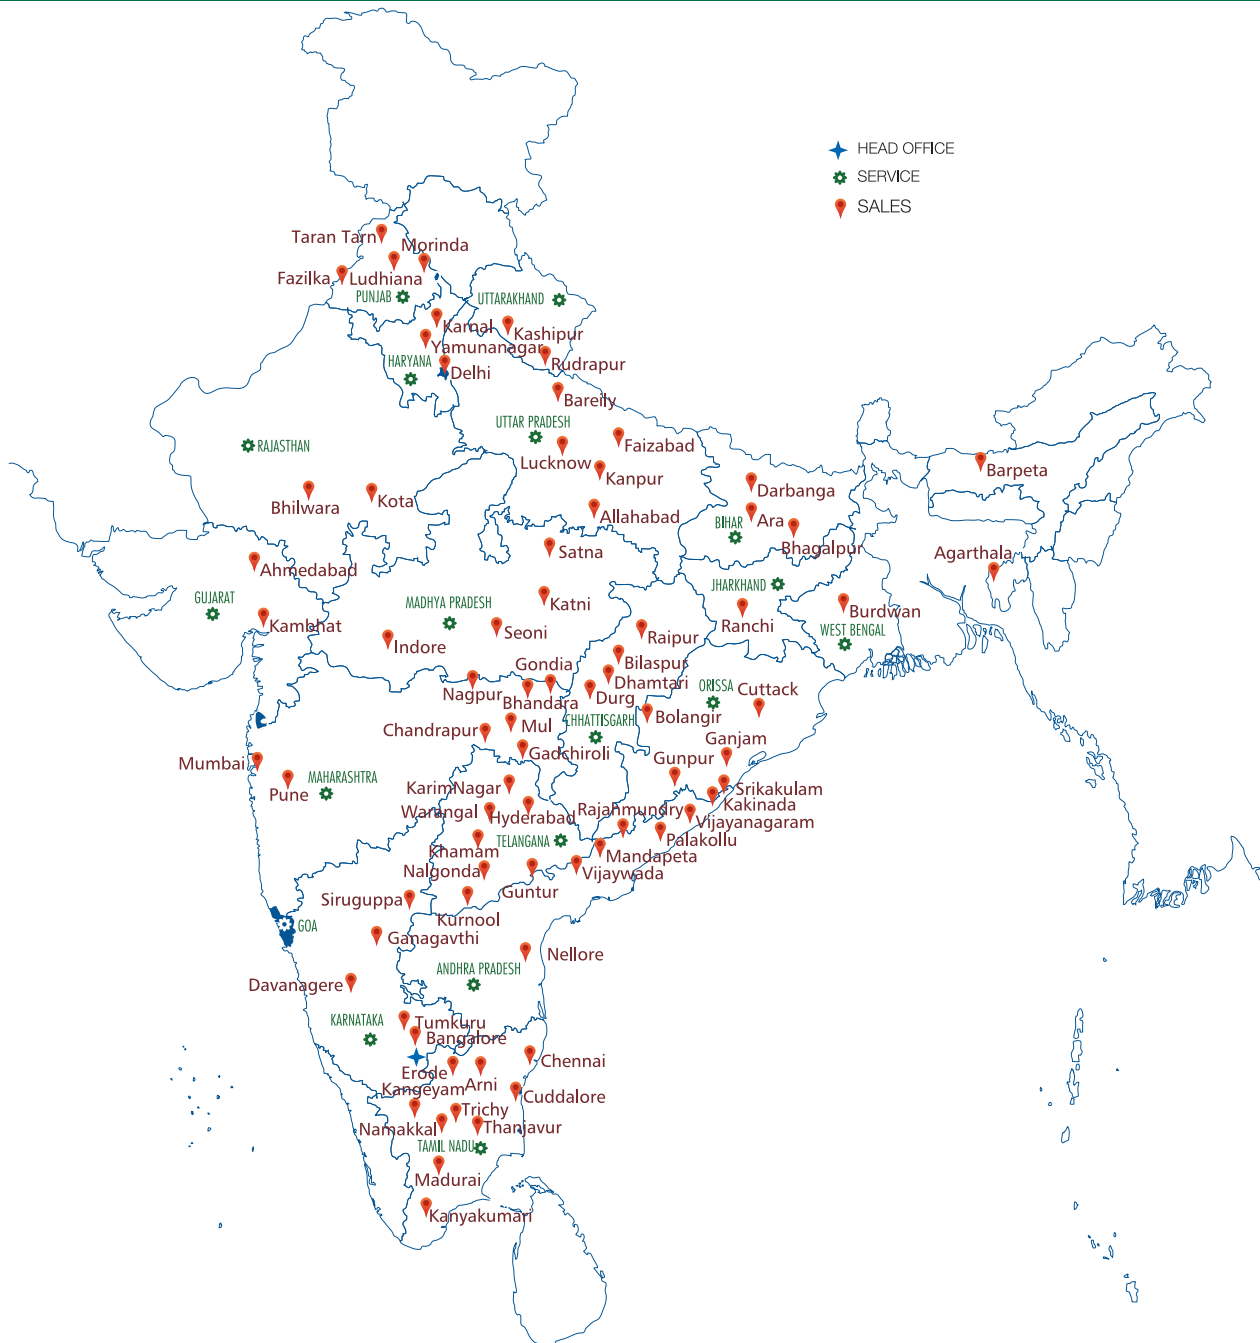 HEAD OFFICE
SERVICE
SALES
Taran Tarn
Morinda
Fazilka
Ludhiana
PUNJAB
UTTARAKHAND
Karnal
Kashipur
Yamunanagar
HARYANA
Rudrapur
Delhi
Bareily
UTTAR PRADESH
RAJASTHAN
Faizabad
Lucknow
Kanpur
Barpeta
Darbanga
Bhilwara
Kota
Allahabad
BIHAR
Ara
Bhagalpur
Satna
Agarthala
Ahmedabad
JHARKHAND
GUJARAT
MADHYA PRADESH
Katni
Burdwan
Kambhat
Seoni
Ranchi
WEST BENGAL
Indore
Raipur
Gondia
Bilaspur
Dhamtari
Nagpur
Bhandara
Durg
ORISSA
Cuttack
Chandrapur
Mul
CHHATTISGARH
Bolangir
Gadchiroli
Ganjam
Mumbai
Gunpur
Pune
MAHARASHTRA
KarimNagar
Srikakulam
Kakinada
Warangal
Hyderabad
Rajahmundry
Vijayanagaram
Khamam
TELANGANA
Palakollu
Mandapeta
Nalgonda
Vijaywada
Guntur
Siruguppa
Kurnool
GOA
Ganagavthi
Nellore
ANDHRA PRADESH
Davanagere
KARNATAKA
Tumkuru
Bangalore
Chennai
Erode
Arni
Kangeyam
Cuddalore
Trichy
Namakkal
Thanjavur
TAMIL NADU
Madurai
Kanyakumari